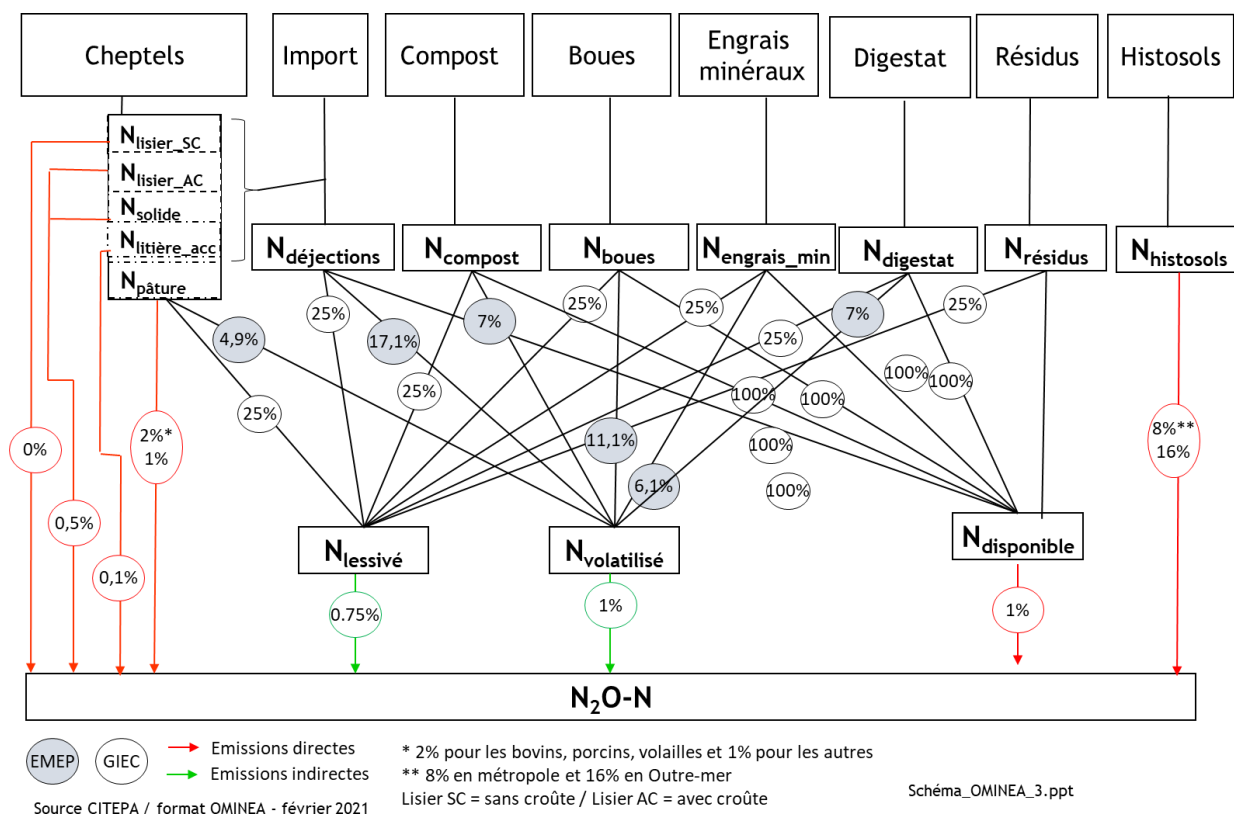 Cheptels
Import
Compost
Boues
Engrais
minéraux
Digestat
Résidus
Histosols
Nlisier_SC
Nlisier_AC
Nsolide
Nlitière_acc
Npâture
Ndéjections
Ncompost
Nboues
Nengrais_min
Ndigestat
Nrésidus
Nhistosols
4,9%
25%
17,1%
7%
25%
25%
25%
7%
25%
25%
25%
100%
100%
100%
100%
100%
100%
0%
2%*
1%
11,1%
6,1%
8%**
16%
0,5%
0,1%
Nlessivé
Nvolatilisé
Ndisponible
0.75%
1%
1%
N2O-N
EMEP
GIEC
Emissions directes
Emissions indirectes
* 2% pour les bovins, porcins, volailles et 1% pour les autres
** 8% en métropole et 16% en Outre-mer
Lisier SC = sans croûte / Lisier AC = avec croûte
Schéma_OMINEA_3.ppt
Source CITEPA / format OMINEA - février 2021